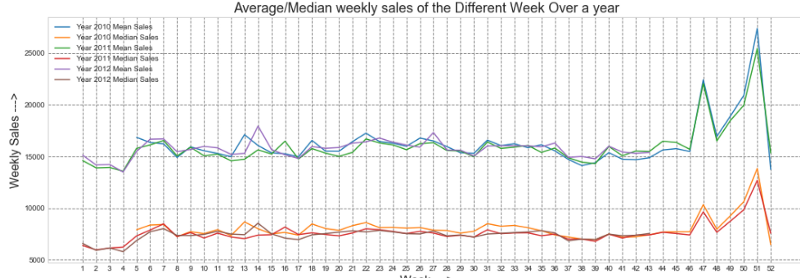 Average/Median weekly sales of the Different Week Over a year
Year 2010 Mean Sales
Year 2010 Median Sales
Year 2011 Mean Sales
Year 2011 Median Sales
Year 2012 Mean Sales
Year 2012 Median Sales
Weekly Sales --->
25000
20000
15000
10000
5000
1 2 3 4 5 6 7 8 9 10 11 12 13 14 15 16 17 18 19 20 21 22 23 24 25 26 27 28 29 30 31 32 33 34 35 36 37 38 39 40 41 42 43 44 45 46 47 48 49 50 51 52